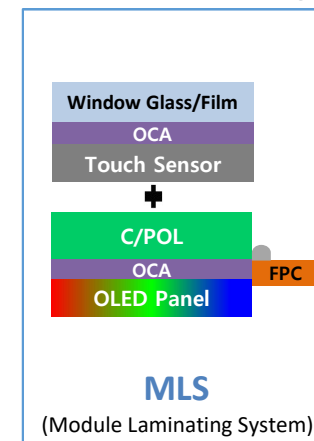 Window Glass/Film
OCA
Touch Sensor
C/POL
OCA
FPC
OLED Panel
MLS
(Module Laminating System)